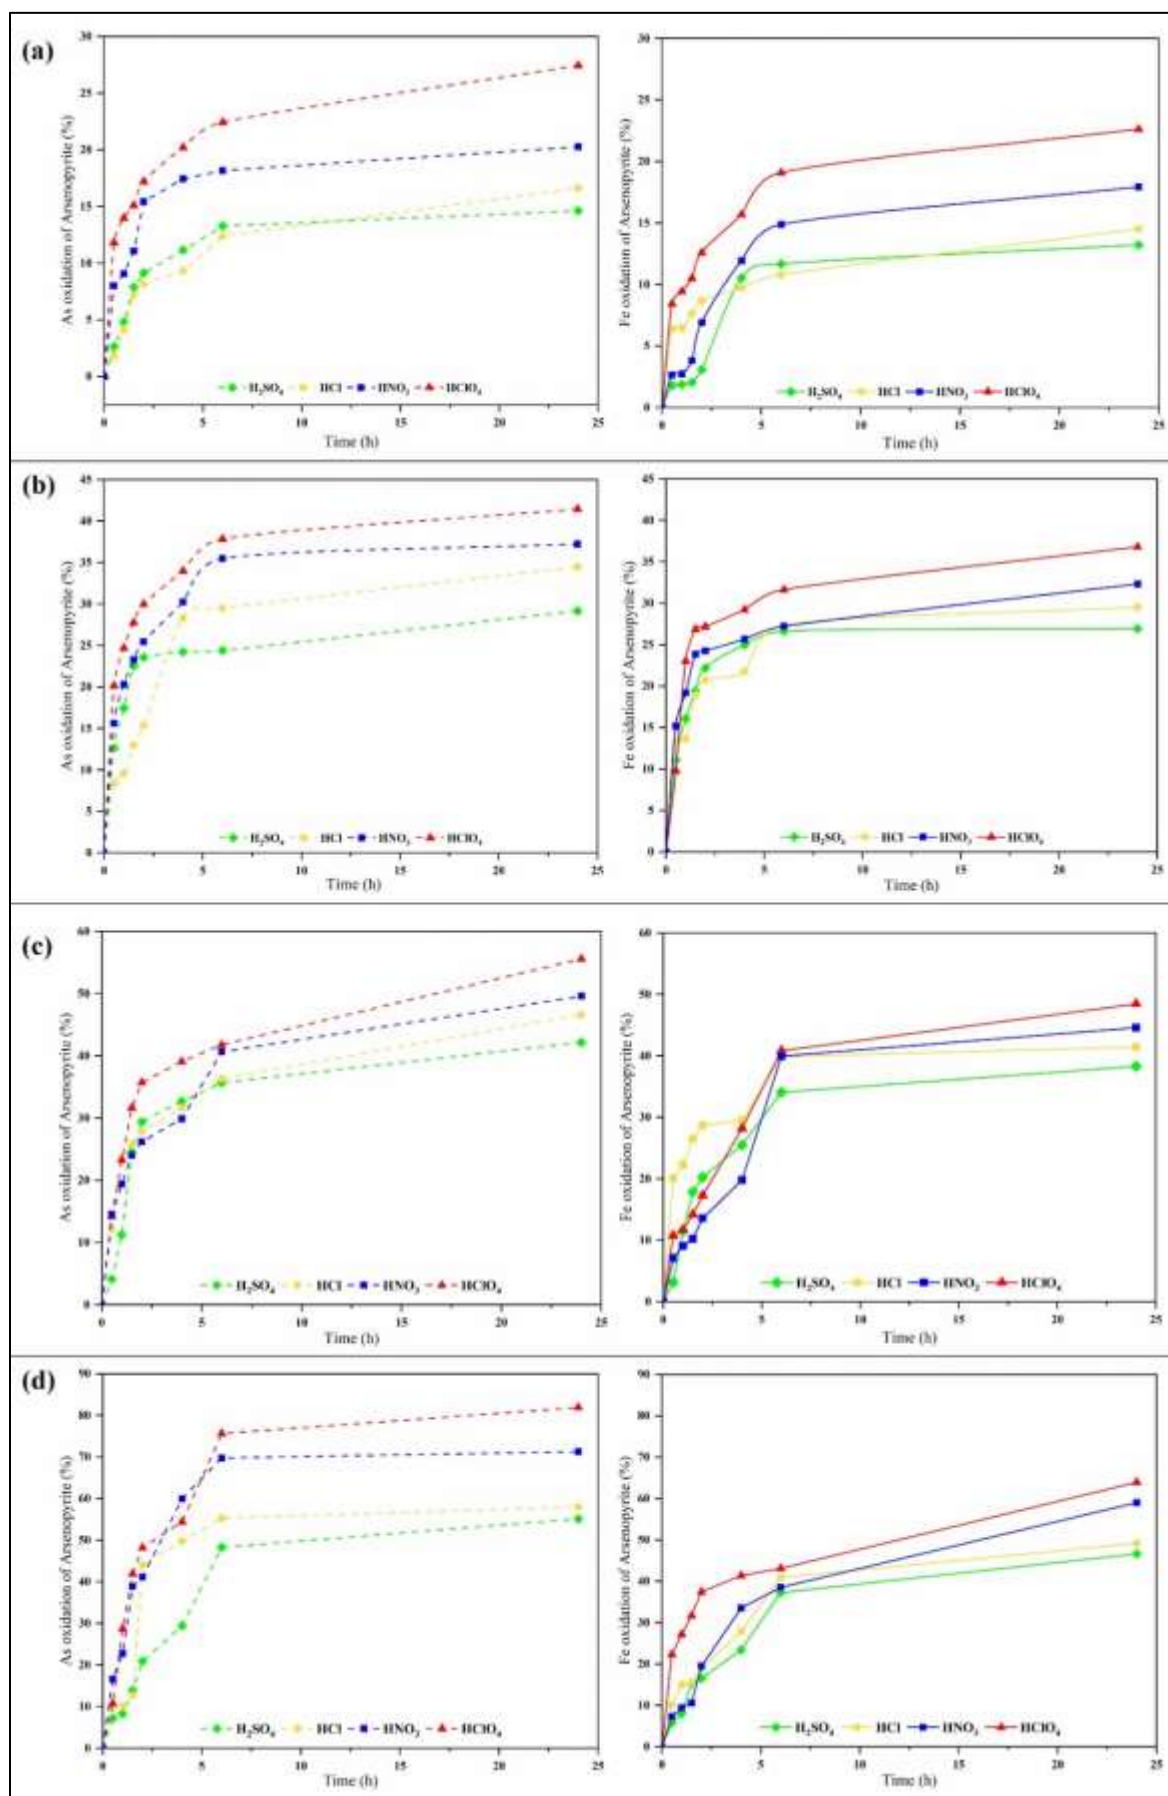 (a)
As oxidation of Arsenopyrite (%)
30
25
20
15
10
5
0
0 5 10 15 20 25
Time (h)
H₂SO₄ HCl HNO₃ HClO₄
Fe oxidation of Arsenopyrite (%)
30
25
20
15
10
5
0
0 5 10 15 20 25
Time (h)
H₂SO₄ HCl HNO₃ HClO₄
(b)
As oxidation of Arsenopyrite (%)
45
40
35
30
25
20
15
10
5
0
0 5 10 15 20 25
Time (h)
H₂SO₄ HCl HNO₃ HClO₄
Fe oxidation of Arsenopyrite (%)
45
40
35
30
25
20
15
10
5
0
0 5 10 15 20 25
Time (h)
H₂SO₄ HCl HNO₃ HClO₄
(c)
As oxidation of Arsenopyrite (%)
60
50
40
30
20
10
0
0 5 10 15 20 25
Time (h)
H₂SO₄ HCl HNO₃ HClO₄
Fe oxidation of Arsenopyrite (%)
60
50
40
30
20
10
0
0 5 10 15 20 25
Time (h)
H₂SO₄ HCl HNO₃ HClO₄
(d)
As oxidation of Arsenopyrite (%)
90
80
70
60
50
40
30
20
10
0
0 5 10 15 20 25
Time (h)
H₂SO₄ HCl HNO₃ HClO₄
Fe oxidation of Arsenopyrite (%)
90
80
70
60
50
40
30
20
10
0
0 5 10 15 20 25
Time (h)
H₂SO₄ HCl HNO₃ HClO₄